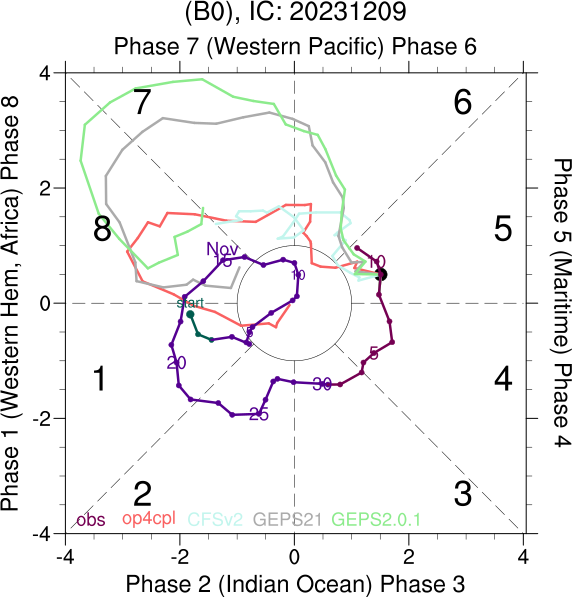 (B0), IC: 20231209
Phase 7 (Western Pacific) Phase 6
Phase 1 (Western Hem, Africa) Phase 8
Phase 5 (Maritime) Phase 4
4
2
0
-2
-4
7
6
8
5
1
4
2
3
Nov
15
10
10
start
5
5
20
25
30
obs op4cpl CFSv2 GEPS21 GEPS2.0.1
-4 -2 0 2 4
Phase 2 (Indian Ocean) Phase 3